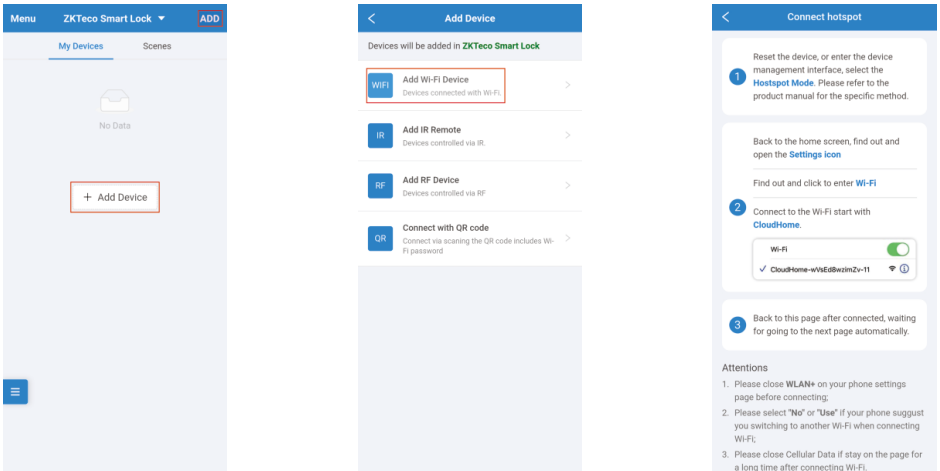 Menu ZKTeco Smart Lock ▼ ADD
My Devices Scenes
No Data
+ Add Device
Add Device
Devices will be added in ZKTeco Smart Lock
WIFI
Add Wi-Fi Device
Devices connected with Wi-Fi.
IR
Add IR Remote
Devices controlled via IR.
RF
Add RF Device
Devices controlled via RF
QR
Connect with QR code
Connect via scaning the QR code includes Wi-
Fi password
Connect hotspot
1
Reset the device, or enter the device
management interface, select the
Hostspot Mode. Please refer to the
product manual for the specific method.
2
Back to the home screen, find out and
open the Settings icon
Find out and click to enter Wi-Fi
Connect to the Wi-Fi start with
CloudHome.
Wi-Fi
✓ CloudHome-wVsEd8wzimZv-11
3
Back to this page after connected, waiting
for going to the next page automatically.
Attentions
1. Please close WLAN+ on your phone settings
page before connecting;
2. Please select "No" or "Use" if your phone suggust
you switching to another Wi-Fi when connecting
Wi-Fi;
3. Please close Cellular Data if stay on the page for
a long time after connecting Wi-Fi.